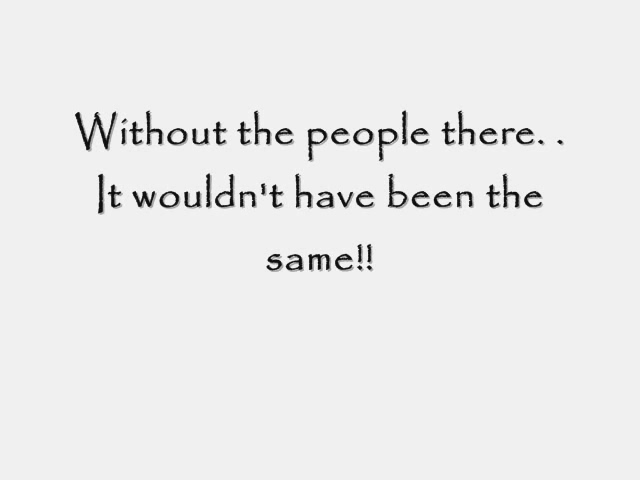 Without the people there. .
It wouldn't have been the
same!!